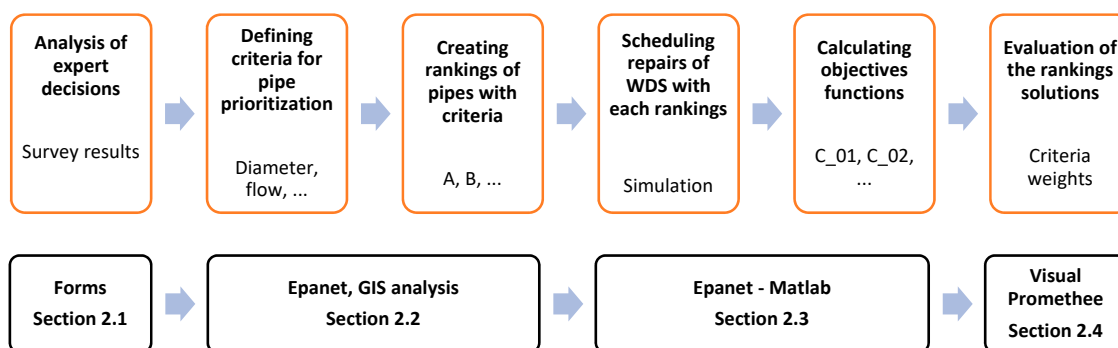 Analysis of
expert
decisions
Survey results
Defining
criteria for
pipe
prioritization
Diameter,
flow, ...
Creating
rankings of
pipes with
criteria
A, B, ...
Scheduling
repairs of
WDS with
each rankings
Simulation
Calculating
objectives
functions
C_01, C_02,
...
Evaluation of
the rankings
solutions
Criteria
weights
Forms
Section 2.1
Epanet, GIS analysis
Section 2.2
Epanet - Matlab
Section 2.3
Visual
Promethee
Section 2.4